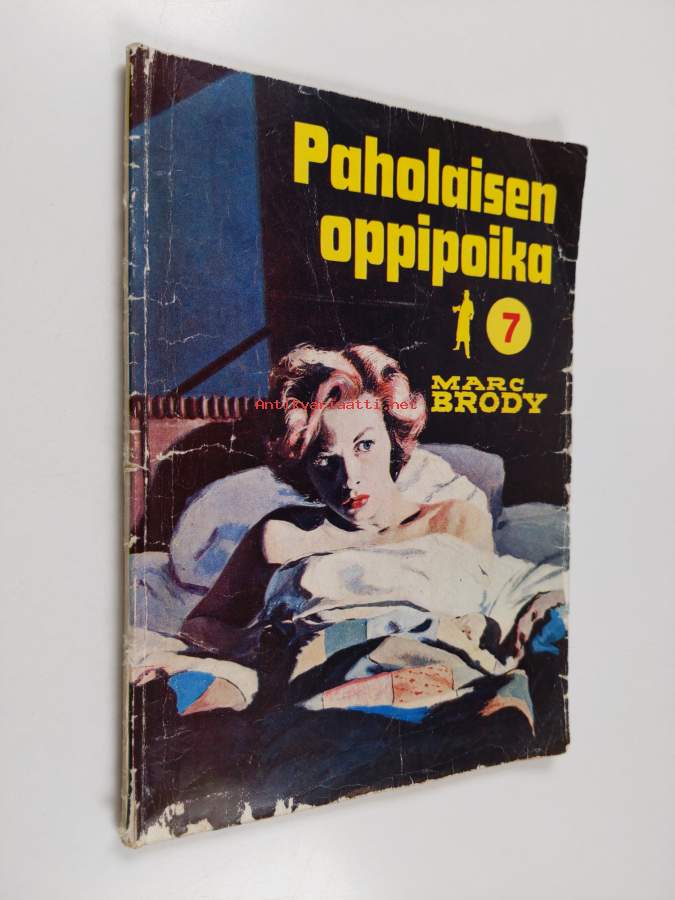 Paholaisen
oppipoika
7
MARC
BRODY
Antikvariaatti.net